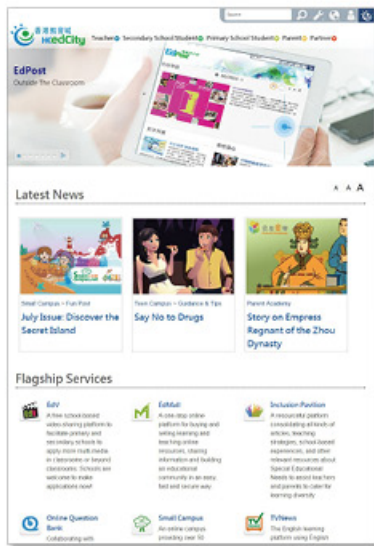 Search
香港教育城
HKedCity
Teacher Secondary School Student Primary School Student Parent Partner
EdPost
Outside The Classroom
EdPost
Latest News
A A A
Small Campus - Fun Post
July Issue: Discover the
Secret Island
Teen Campus - Guidance & Tips
Say No to Drugs
Parent Academy
Story on Empress
Regnant of the Zhou
Dynasty
Flagship Services
EdV
A free school-based
video sharing platform to
facilitate primary and
secondary schools to
apply more multi media
in classrooms or beyond
classrooms. Schools are
welcome to make
applications now!
EdMall
A one-stop online
platform for buying and
selling learning and
teaching online
resources, sharing
information and building
an educational
community in an easy,
fast and secure way
Inclusion Pavilion
A resourceful platform
consolidating all kinds of
articles, teaching
strategies, school-based
experiences, and other
relevant resources about
Special Educational
Needs to assist teachers
and parents to cater for
learning diversity
Online Question
Bank
Collaborating with
Small Campus
An online campus
providing over 50
TVNews
The English learning
platform using English